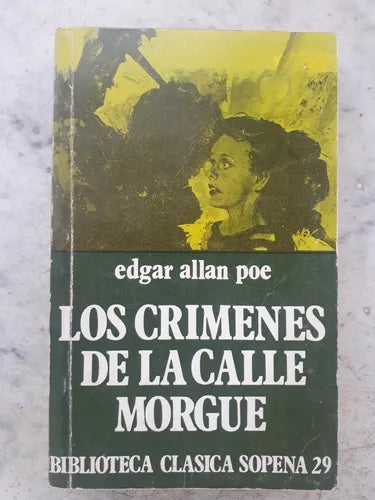 edgar allan poe
LOS CRIMENES
DE LA CALLE
MORGUE
BIBLIOTECA CLASICA SOPENA 29